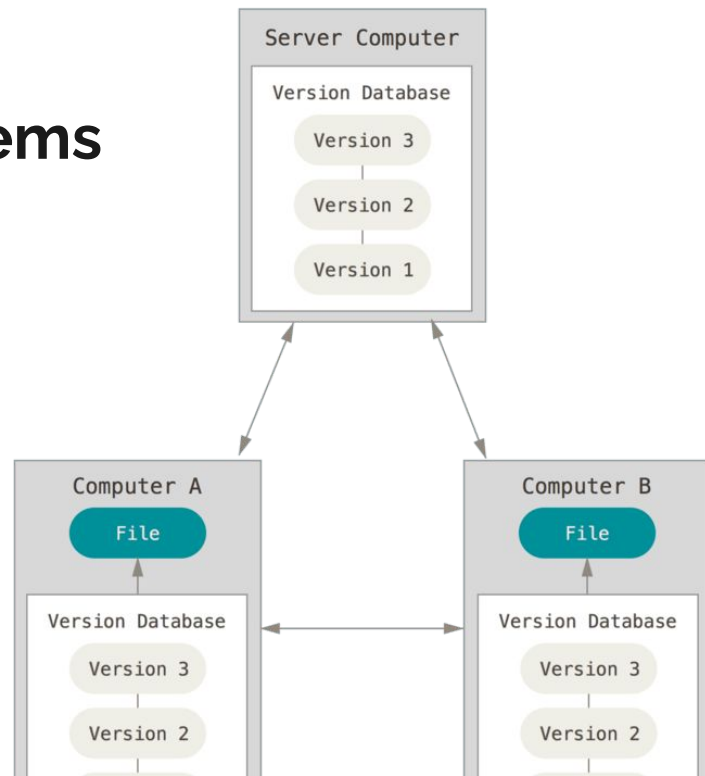 ems
Server Computer
Version Database
Version 3
Version 2
Version 1
Computer A
File
Version Database
Version 3
Version 2
Computer B
File
Version Database
Version 3
Version 2